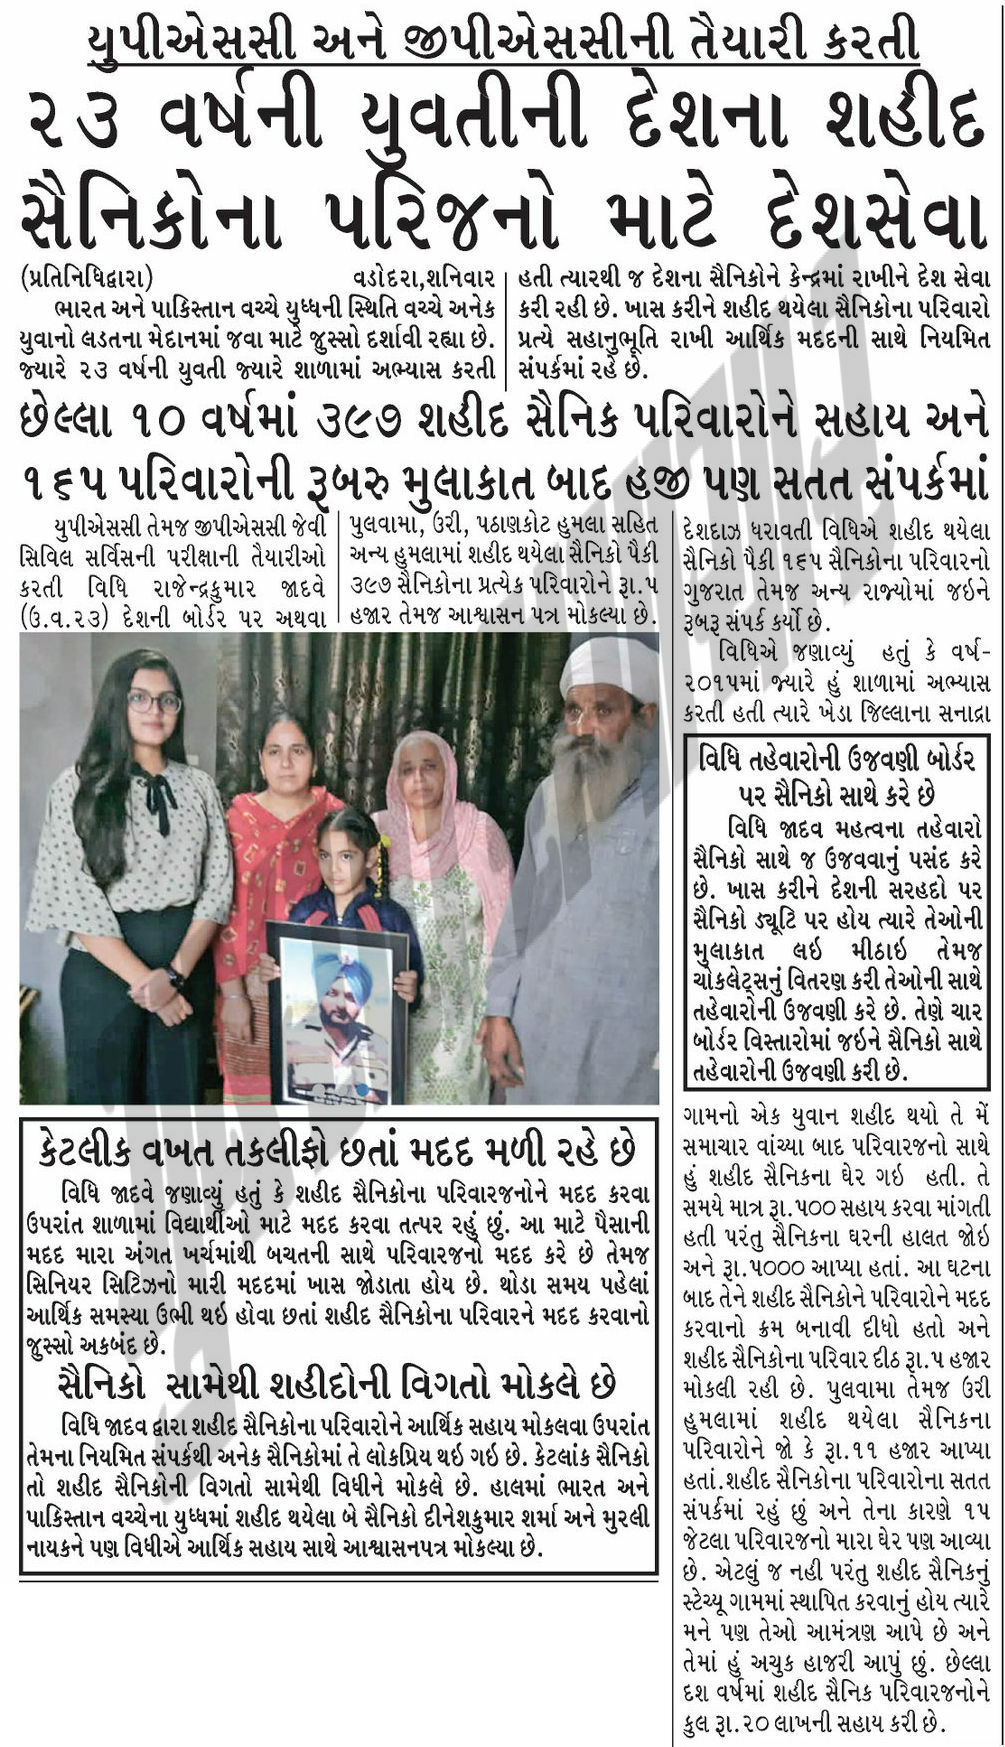 યુપીએસસી અને જીપીએસસીની તૈયારી કરતી
૨૩ વર્ષની યુવતીની દેશના શહીદ
સૈનિકોના પરિજનો માટે દેશસેવા
(પ્રતિનિધિદ્વારા) વડોદરા,શનિવાર
ભારત અને પાકિસ્તાન વચ્ચે યુધ્ધની સ્થિતિ વચ્ચે અનેક
યુવાનો લડતના મેદાનમાં જવા માટે જુસ્સો દર્શાવી રહ્યા છે.
જ્યારે ૨૩ વર્ષની યુવતી જ્યારે શાળામાં અભ્યાસ કરતી
હતી ત્યારથી જ દેશના સૈનિકોને કેન્દ્રમાં રાખીને દેશ સેવા
કરી રહી છે. ખાસ કરીને શહીદ થયેલા સૈનિકોના પરિવારો
પ્રત્યે સહાનુભૂતિ રાખી આર્થિક મદદની સાથે નિયમિત
સંપર્કમાં રહે છે.
છેલ્લા ૧૦ વર્ષમાં ૩૯૭ શહીદ સૈનિક પરિવારોને સહાય અને
૧૬૫ પરિવારોની રૂબરુ મુલાકાત બાદ હજી પણ સતત સંપર્કમાં
યુપીએસસી તેમજ જીપીએસસી જેવી
સિવિલ સર્વિસની પરીક્ષાની તૈયારીઓ
કરતી વિધિ રાજેન્દ્રકુમાર જાદવે
(ઉ.વ.૨૩) દેશની બોર્ડર પર અથવા
પુલવામા, ઉરી, પઠાણકોટ હુમલા સહિત
અન્ય હુમલામાં શહીદ થયેલા સૈનિકો પૈકી
૩૯૭ સૈનિકોના પ્રત્યેક પરિવારોને રૂા.૫
હજાર તેમજ આશ્વાસન પત્ર મોકલ્યા છે.
દેશદાઝ ધરાવતી વિધિએ શહીદ થયેલા
સૈનિકો પૈકી ૧૬૫ સૈનિકોના પરિવારનો
ગુજરાત તેમજ અન્ય રાજ્યોમાં જઇને
રૂબરૂ સંપર્ક કર્યો છે.
વિધિએ જણાવ્યું હતું કે વર્ષ-
૨૦૧૫માં જ્યારે હું શાળામાં અભ્યાસ
કરતી હતી ત્યારે ખેડા જિલ્લાના સનાદ્રા
વિધિ તહેવારોની ઉજવણી બોર્ડર
પર સૈનિકો સાથે કરે છે
વિધિ જાદવ મહત્વના તહેવારો
સૈનિકો સાથે જ ઉજવવાનું પસંદ કરે
છે. ખાસ કરીને દેશની સરહદો પર
સૈનિકો ડ્યૂટિ પર હોય ત્યારે તેઓની
મુલાકાત લઇ મીઠાઇ તેમજ
ચોકલેટ્સનું વિતરણ કરી તેઓની સાથે
તહેવારોની ઉજવણી કરે છે. તેણે ચાર
બોર્ડર વિસ્તારોમાં જઇને સૈનિકો સાથે
તહેવારોની ઉજવણી કરી છે.
ગામનો એક યુવાન શહીદ થયો તે મેં
સમાચાર વાંચ્યા બાદ પરિવારજનો સાથે
હું શહીદ સૈનિકના ઘેર ગઇ હતી. તે
સમયે માત્ર રૂા.૫૦૦ સહાય કરવા માંગતી
હતી પરંતુ સૈનિકના ઘરની હાલત જોઇ
અને રૂા.૫૦૦૦ આપ્યા હતાં. આ ઘટના
બાદ તેને શહીદ સૈનિકોને પરિવારોને મદદ
કરવાનો ક્રમ બનાવી દીધો હતો અને
શહીદ સૈનિકોના પરિવાર દીઠ રૂા.૫ હજાર
મોકલી રહી છે. પુલવામા તેમજ ઉરી
હુમલામાં શહીદ થયેલા સૈનિકના
પરિવારોને જો કે રૂા.૧૧ હજાર આપ્યા
હતાં.શહીદ સૈનિકોના પરિવારોના સતત
સંપર્કમાં રહું છું અને તેના કારણે ૧૫
જેટલા પરિવારજનો મારા ઘેર પણ આવ્યા
છે. એટલું જ નહી પરંતુ શહીદ સૈનિકનું
સ્ટેચ્યૂ ગામમાં સ્થાપિત કરવાનું હોય ત્યારે
મને પણ તેઓ આમંત્રણ આપે છે અને
તેમાં હું અચુક હાજરી આપું છું. છેલ્લા
દશ વર્ષમાં શહીદ સૈનિક પરિવારજનોને
કુલ રૂા.૨૦ લાખની સહાય કરી છે.
કેટલીક વખત તકલીફો છતાં મદદ મળી રહે છે
વિધિ જાદવે જણાવ્યું હતું કે શહીદ સૈનિકોના પરિવારજનોને મદદ કરવા
ઉપરાંત શાળામાં વિદ્યાર્થીઓ માટે મદદ કરવા તત્પર રહું છું. આ માટે પૈસાની
મદદ મારા અંગત ખર્ચમાંથી બચતની સાથે પરિવારજનો મદદ કરે છે તેમજ
સિનિયર સિટિઝનો મારી મદદમાં ખાસ જોડાતા હોય છે. થોડા સમય પહેલાં
આર્થિક સમસ્યા ઉભી થઇ હોવા છતાં શહીદ સૈનિકોના પરિવારને મદદ કરવાનો
જુસ્સો અકબંદ છે.
સૈનિકો સામેથી શહીદોની વિગતો મોકલે છે
વિધિ જાદવ દ્વારા શહીદ સૈનિકોના પરિવારોને આર્થિક સહાય મોકલવા ઉપરાંત
તેમના નિયમિત સંપર્કથી અનેક સૈનિકોમાં તે લોકપ્રિય થઇ ગઇ છે. કેટલાંક સૈનિકો
તો શહીદ સૈનિકોની વિગતો સામેથી વિધીને મોકલે છે. હાલમાં ભારત અને
પાકિસ્તાન વચ્ચેના યુધ્ધમાં શહીદ થયેલા બે સૈનિકો દીનેશકુમાર શર્મા અને મુરલી
નાયકને પણ વિધીએ આર્થિક સહાય સાથે આશ્વાસનપત્ર મોકલ્યા છે.